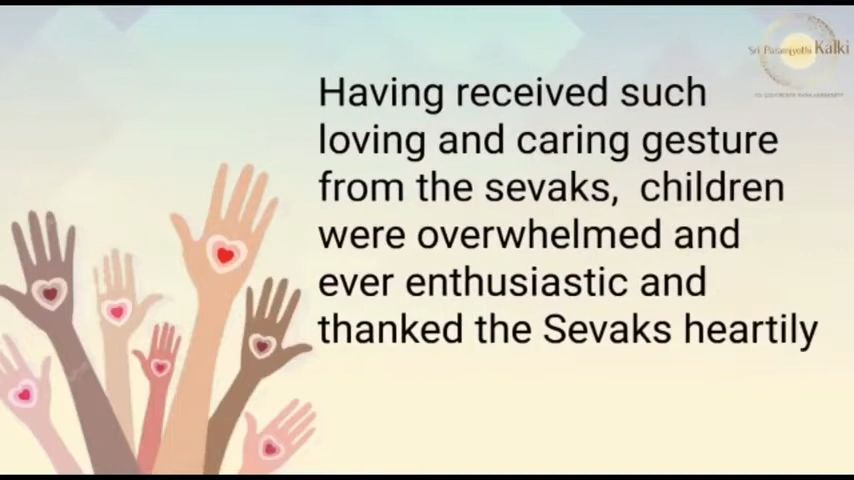 Sri Paramjyothi Kalki
Having received such
loving and caring gesture
from the sevaks,  children
were overwhelmed and
ever enthusiastic and
thanked the Sevaks heartily